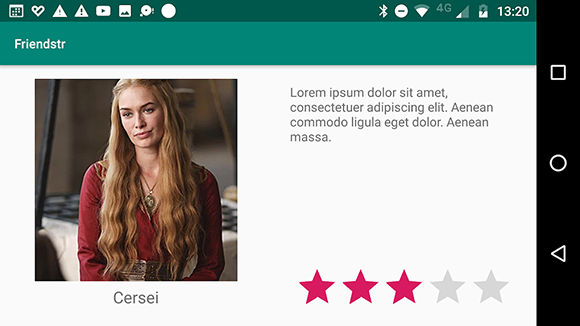 4G 13:20
Friendstr
Lorem ipsum dolor sit amet,
consectetuer adipiscing elit. Aenean
commodo ligula eget dolor. Aenean
massa.
Cersei